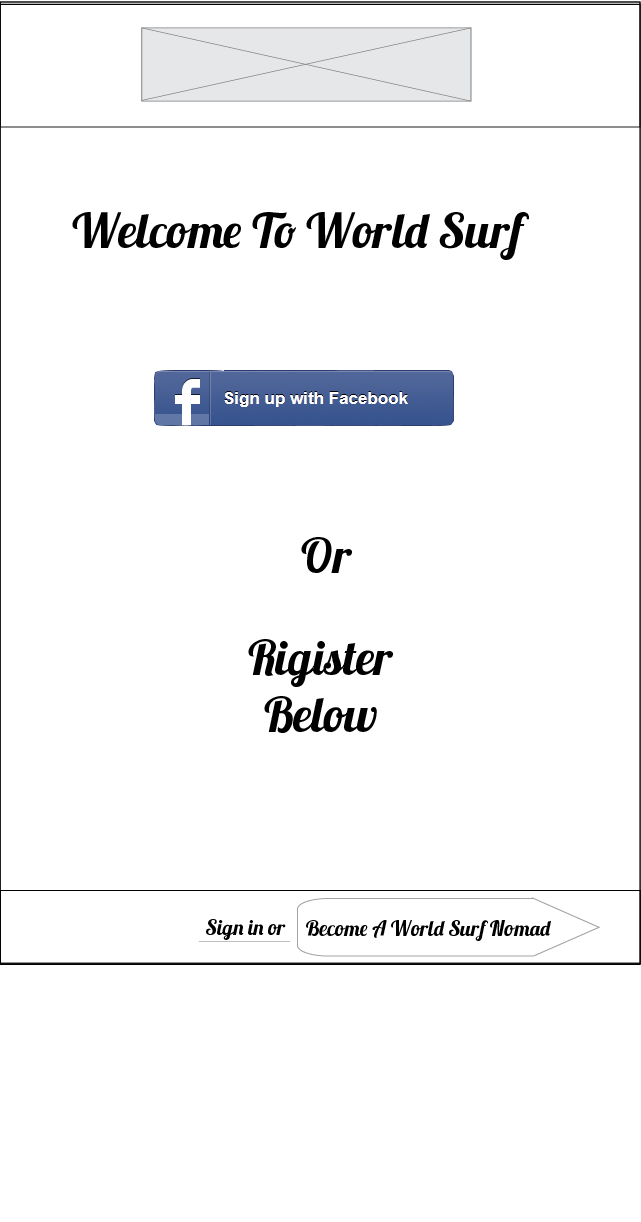 Welcome To World Surf
f Sign up with Facebook
Or
Rigister
Below
Sign in or Become A World Surf Nomad